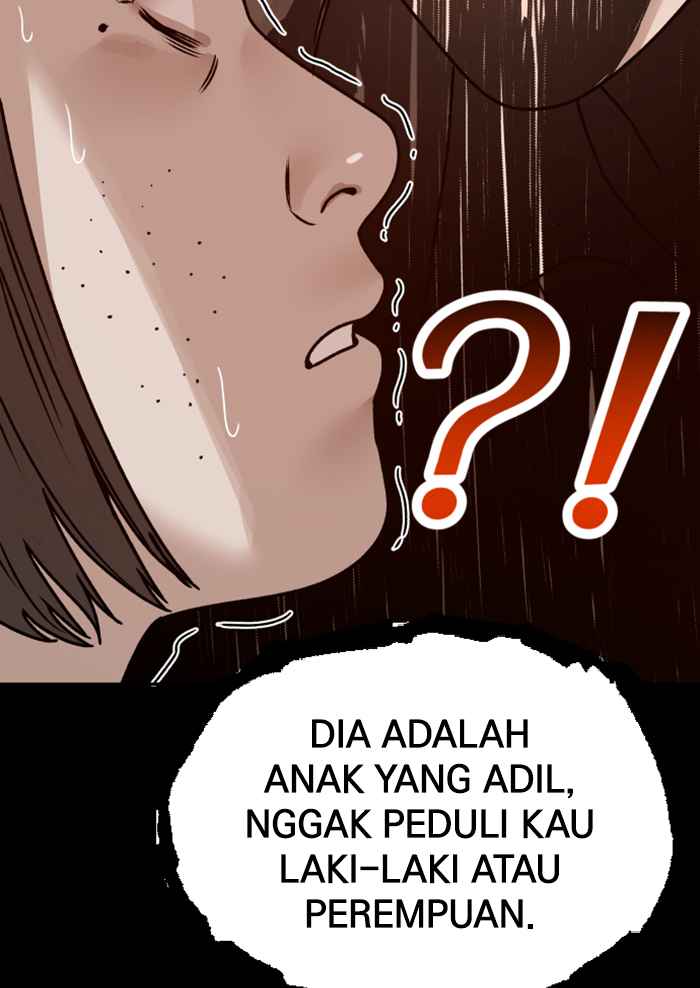 ?!
DIA ADALAH
ANAK YANG ADIL,
NGGAK PEDULI KAU
LAKI-LAKI ATAU
PEREMPUAN.